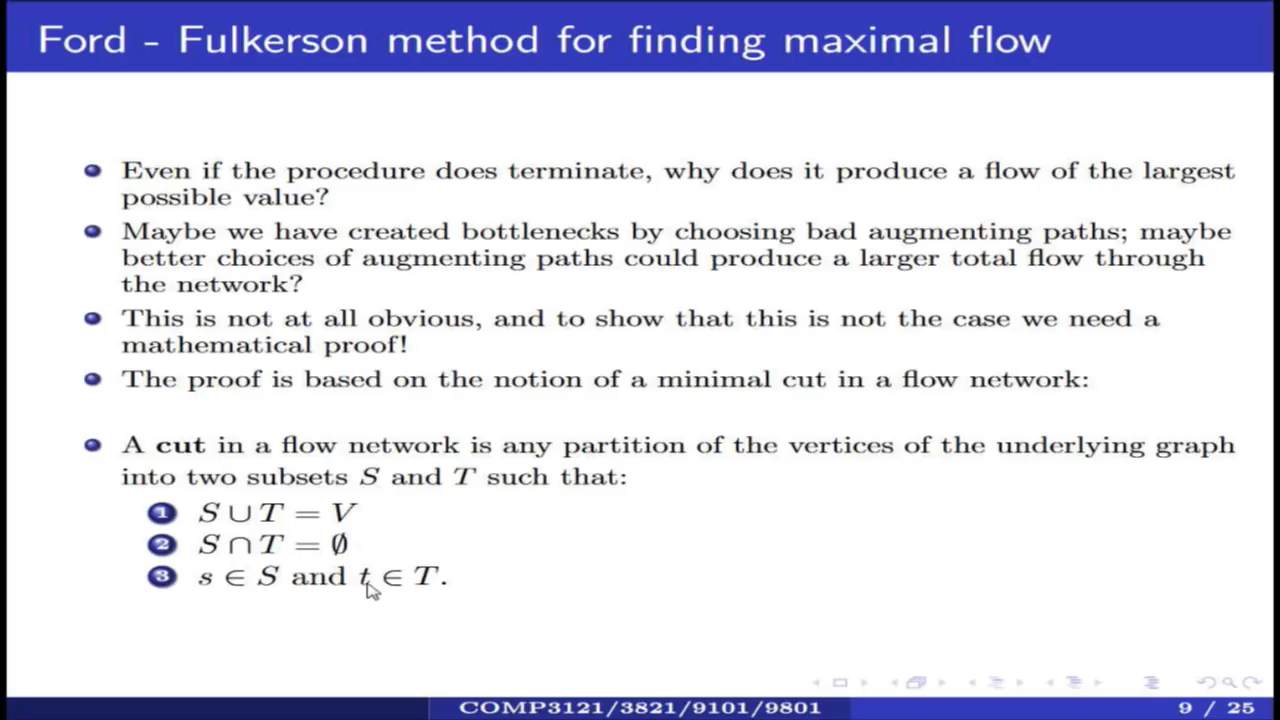 Ford - Fulkerson method for finding maximal flow
Even if the procedure does terminate, why does it produce a flow of the largest
possible value?
Maybe we have created bottlenecks by choosing bad augmenting paths; maybe
better choices of augmenting paths could produce a larger total flow through
the network?
This is not at all obvious, and to show that this is not the case we need a
mathematical proof!
The proof is based on the notion of a minimal cut in a flow network:
A cut in a flow network is any partition of the vertices of the underlying graph
into two subsets S and T such that:
1 S ∪ T = V
2 S ∩ T = ∅
3 s ∈ S and t ∈ T.
COMP3121/3821/9101/9801 9 / 25